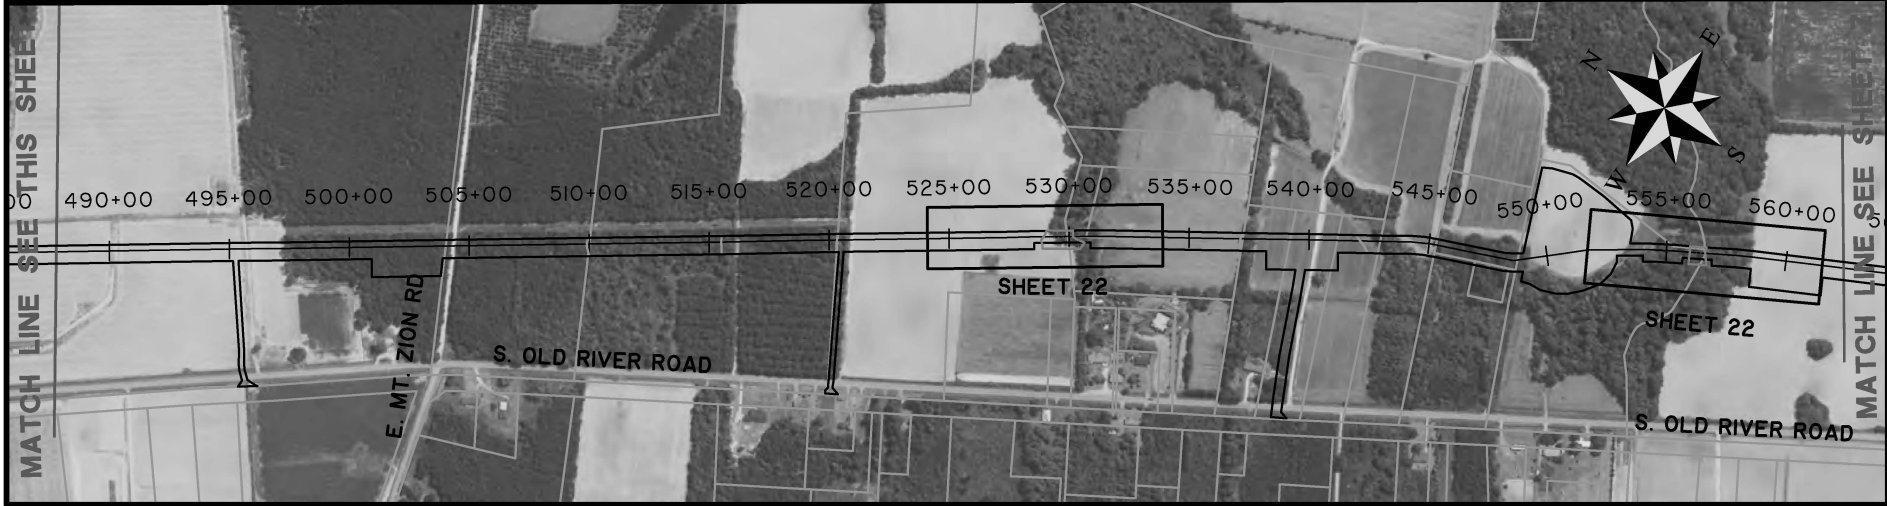 MATCH LINE SEE THIS SHEET
00
490+00
495+00
500+00
505+00
510+00
515+00
520+00
525+00
530+00
535+00
540+00
545+00
550+00
555+00
560+00
N
E
S
W
SHEET 22
SHEET 22
E. MT. ZION RD
S. OLD RIVER ROAD
S. OLD RIVER ROAD
MATCH LINE SEE SHEET